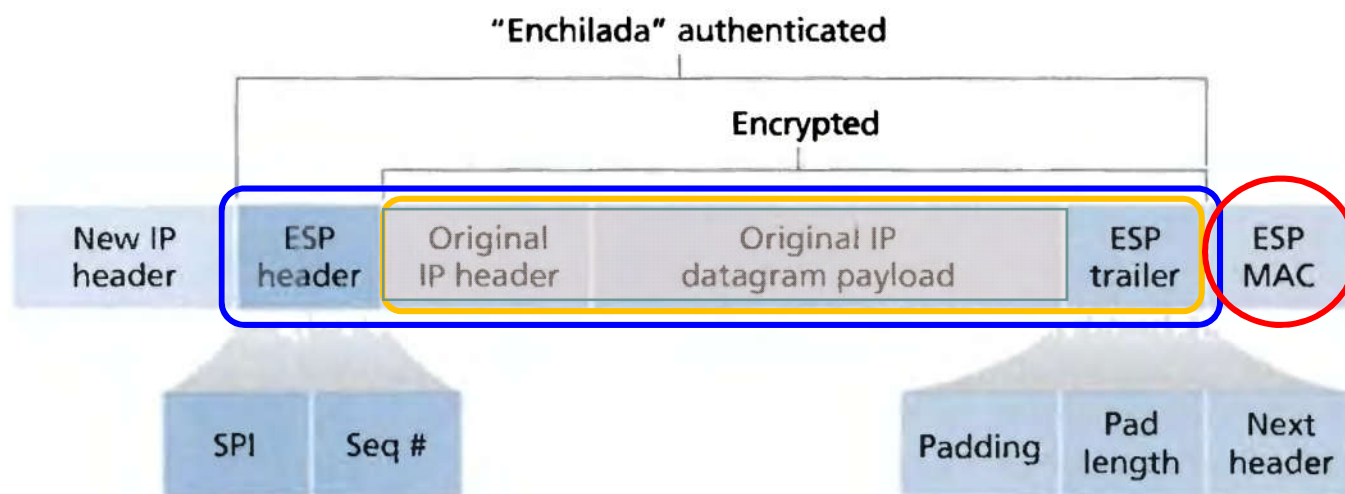 "Enchilada" authenticated
Encrypted
New IP
header
ESP
header
Original
IP header
Original IP
datagram payload
ESP
trailer
ESP
MAC
SPI
Seq #
Padding
Pad
length
Next
header